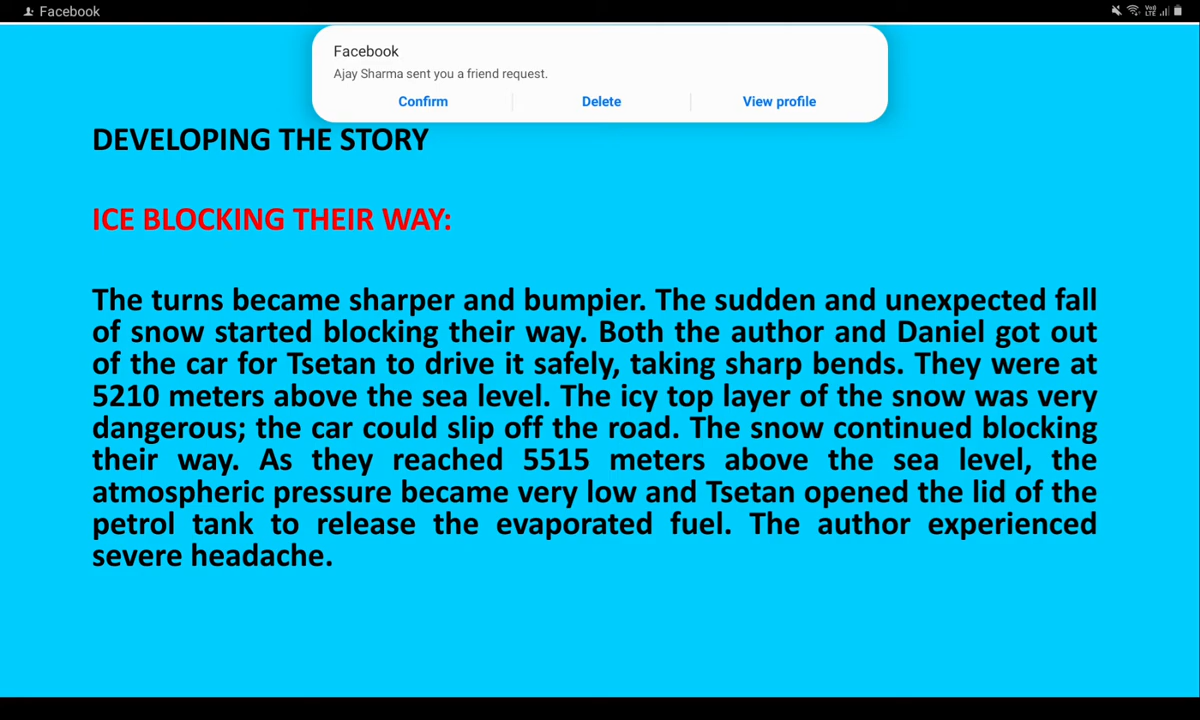 Facebook
Vo)) LTE
Facebook
Ajay Sharma sent you a friend request.
Confirm Delete View profile
DEVELOPING THE STORY
ICE BLOCKING THEIR WAY:
The turns became sharper and bumpier. The sudden and unexpected fall
of snow started blocking their way. Both the author and Daniel got out
of the car for Tsetan to drive it safely, taking sharp bends. They were at
5210 meters above the sea level. The icy top layer of the snow was very
dangerous; the car could slip off the road. The snow continued blocking
their way. As they reached 5515 meters above the sea level, the
atmospheric pressure became very low and Tsetan opened the lid of the
petrol tank to release the evaporated fuel. The author experienced
severe headache.